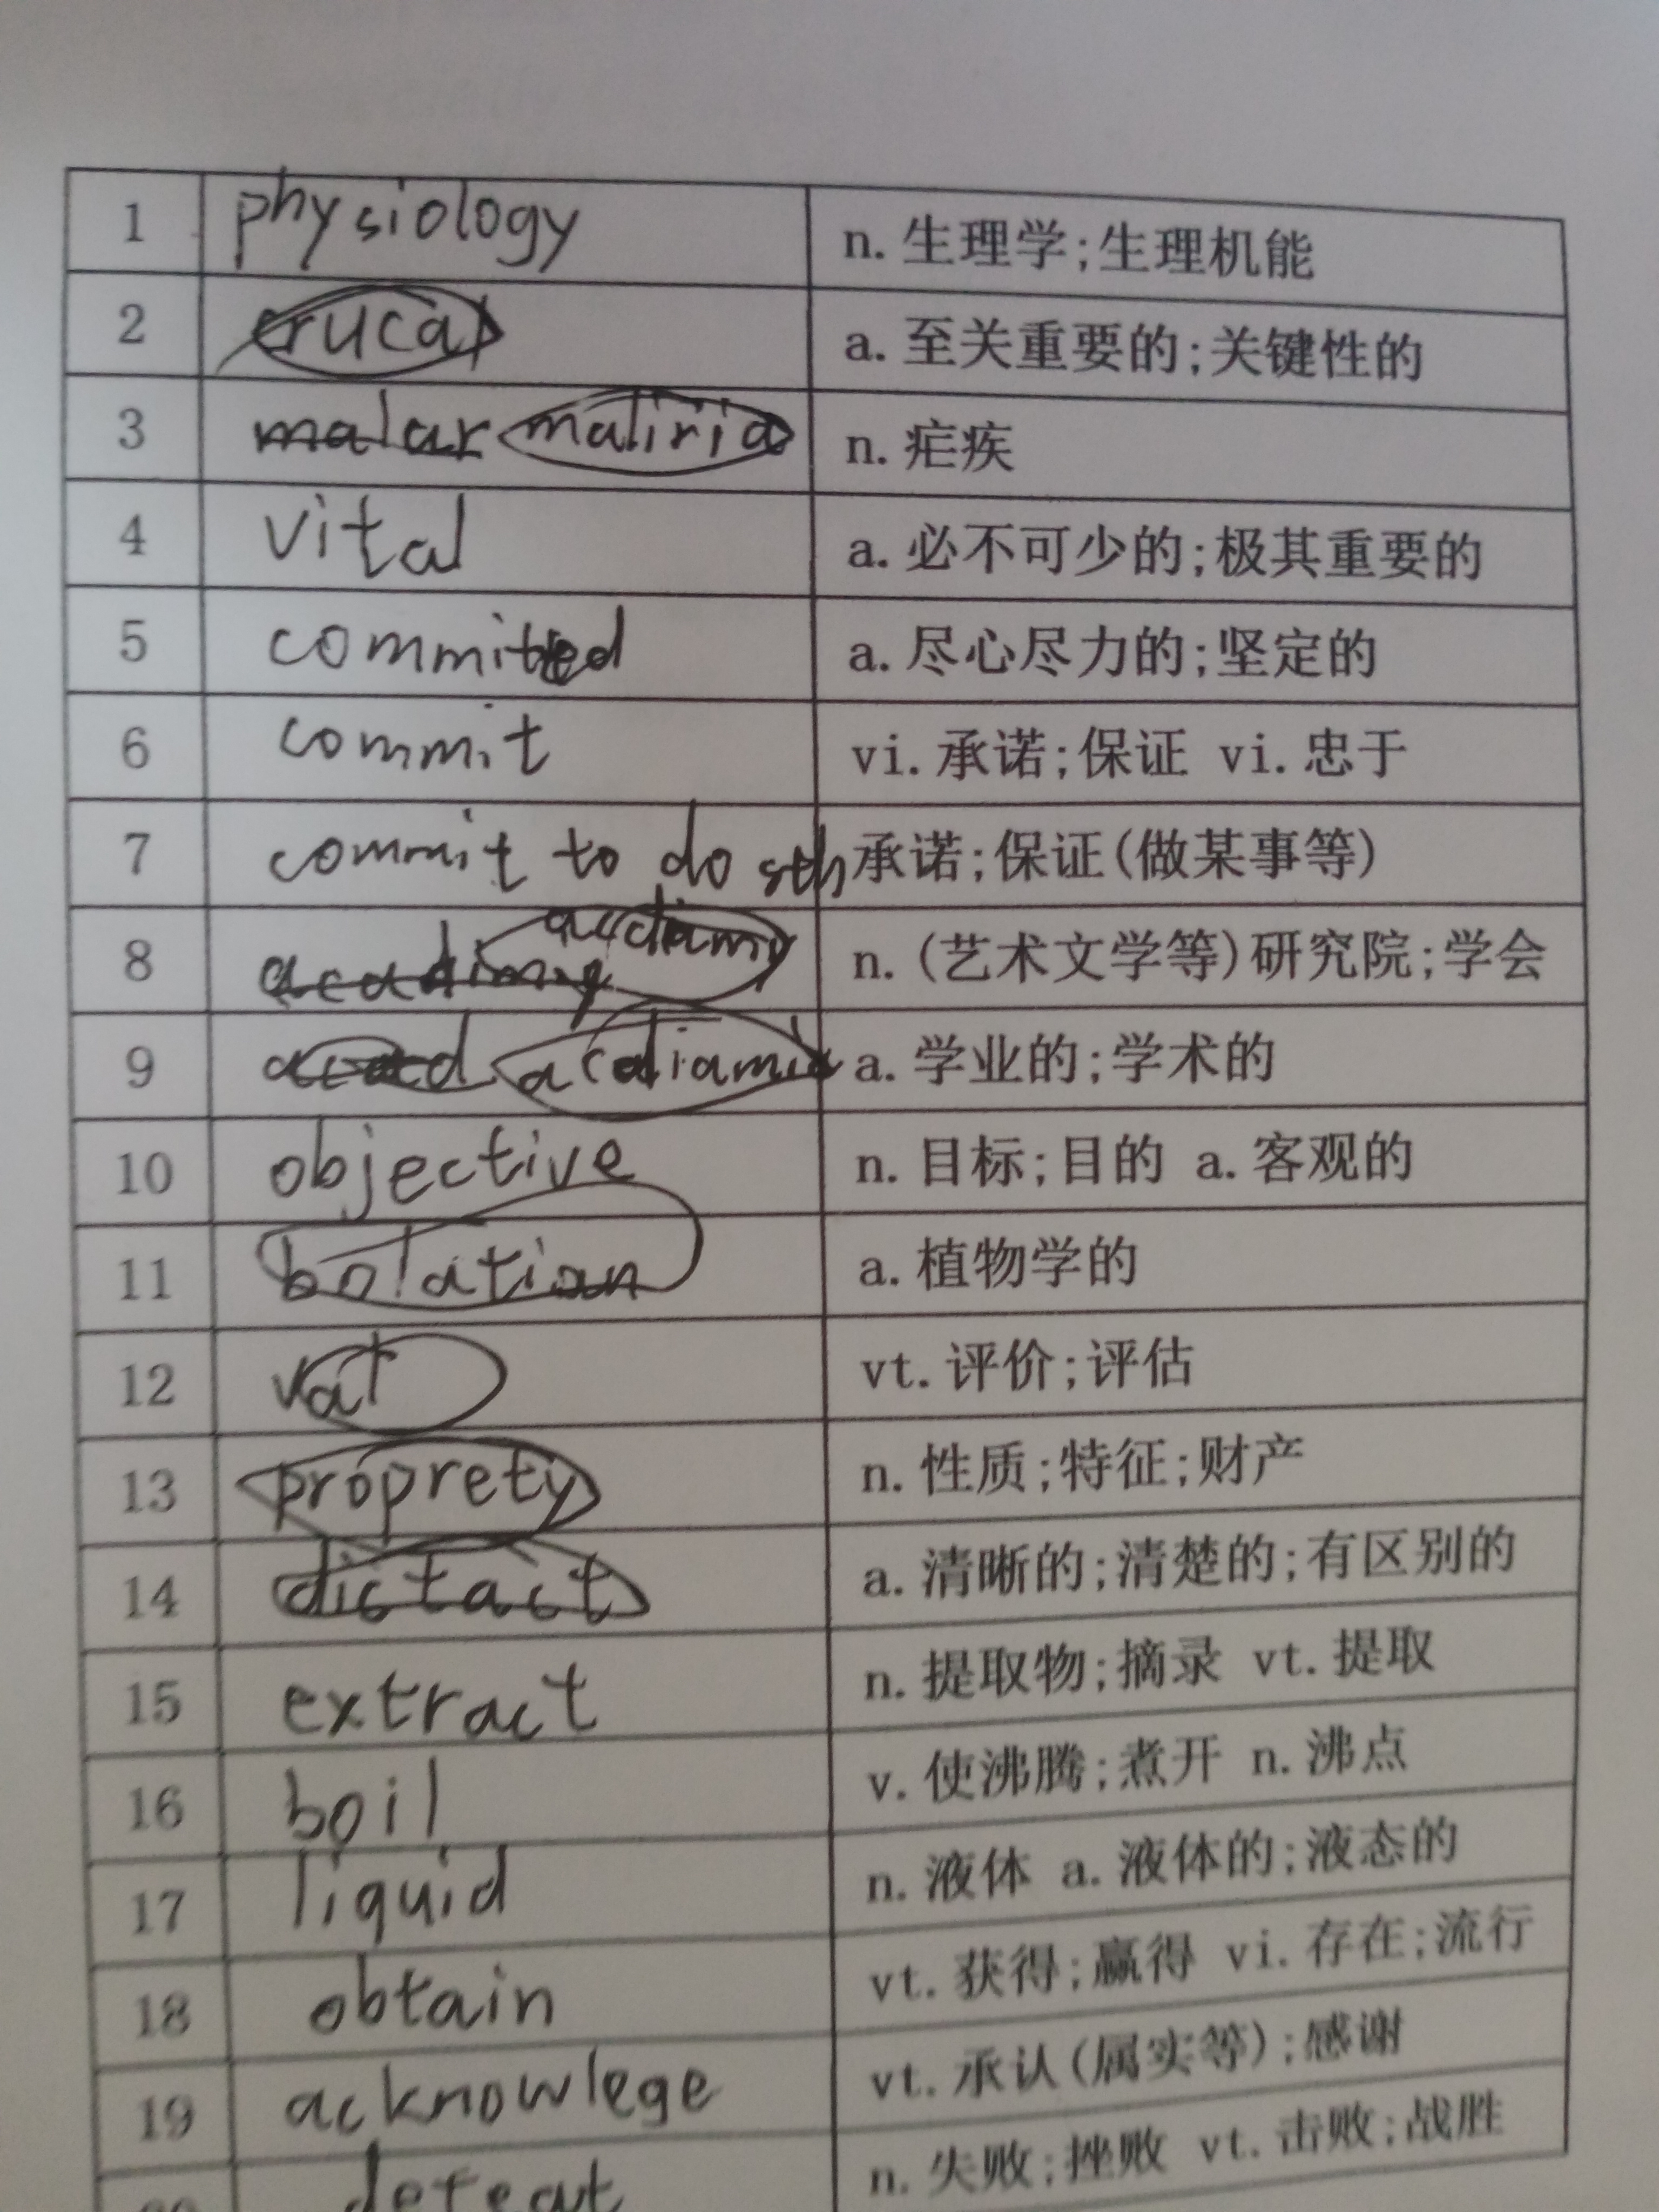 1 physiology n. 生理学;生理机能
2 crucal a. 至关重要的;关键性的
3 malar maliria n. 疟疾
4 vital a. 必不可少的;极其重要的
5 committed a. 尽心尽力的;坚定的
6 commit vi. 承诺;保证 vi. 忠于
7 commit to do sth 承诺;保证(做某事等)
8 acadimy n. (艺术文学等)研究院;学会
9 acad a. 学业的;学术的
10 objective n. 目标;目的 a. 客观的
11 a. 植物学的
12 vat vt. 评价;评估
13 proprety n. 性质;特征;财产
14 dictact a. 清晰的;清楚的;有区别的
15 extract n. 提取物;摘录 vt. 提取
16 boil v. 使沸腾;煮开 n. 沸点
17 liquid n. 液体 a. 液体的;液态的
18 obtain vt. 获得;赢得 vi. 存在;流行
19 acknowlege vt. 承认(属实等);感谢
20 defeat n. 失败;挫败 vt. 击败;战胜